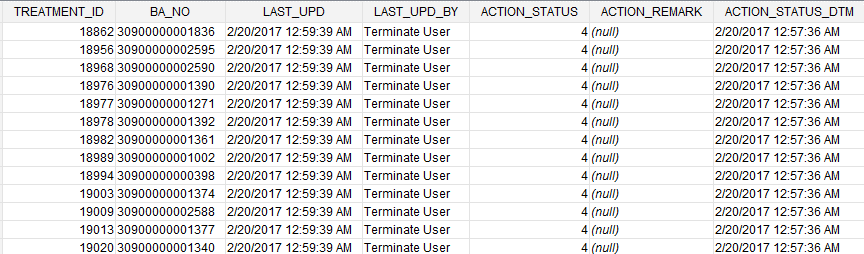 TREATMENT_ID BA_NO LAST_UPD LAST_UPD_BY ACTION_STATUS ACTION_REMARK ACTION_STATUS_DTM
18862 30900000001836 2/20/2017 12:59:39 AM Terminate User 4 (null) 2/20/2017 12:57:36 AM
18956 30900000002595 2/20/2017 12:59:39 AM Terminate User 4 (null) 2/20/2017 12:57:36 AM
18968 30900000002590 2/20/2017 12:59:39 AM Terminate User 4 (null) 2/20/2017 12:57:36 AM
18976 30900000001390 2/20/2017 12:59:39 AM Terminate User 4 (null) 2/20/2017 12:57:36 AM
18977 30900000001271 2/20/2017 12:59:39 AM Terminate User 4 (null) 2/20/2017 12:57:36 AM
18978 30900000001392 2/20/2017 12:59:39 AM Terminate User 4 (null) 2/20/2017 12:57:36 AM
18982 30900000001361 2/20/2017 12:59:39 AM Terminate User 4 (null) 2/20/2017 12:57:36 AM
18989 30900000001002 2/20/2017 12:59:39 AM Terminate User 4 (null) 2/20/2017 12:57:36 AM
18994 30900000000398 2/20/2017 12:59:39 AM Terminate User 4 (null) 2/20/2017 12:57:36 AM
19003 30900000001374 2/20/2017 12:59:39 AM Terminate User 4 (null) 2/20/2017 12:57:36 AM
19009 30900000002588 2/20/2017 12:59:39 AM Terminate User 4 (null) 2/20/2017 12:57:36 AM
19013 30900000001377 2/20/2017 12:59:39 AM Terminate User 4 (null) 2/20/2017 12:57:36 AM
19020 30900000001340 2/20/2017 12:59:39 AM Terminate User 4 (null) 2/20/2017 12:57:36 AM